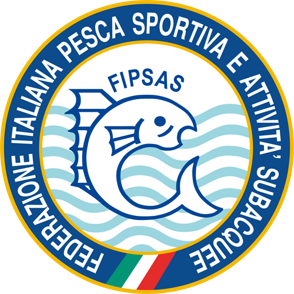 FEDERAZIONE ITALIANA PESCA SPORTIVA E ATTIVITA' SUBACQUEE
FIPSAS